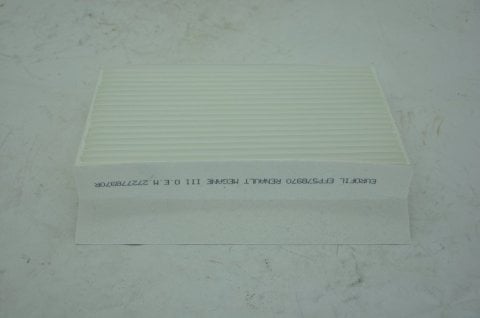 EUROFIL EFP578970 RENAULT MEGANE III O.E.M. 272778970R